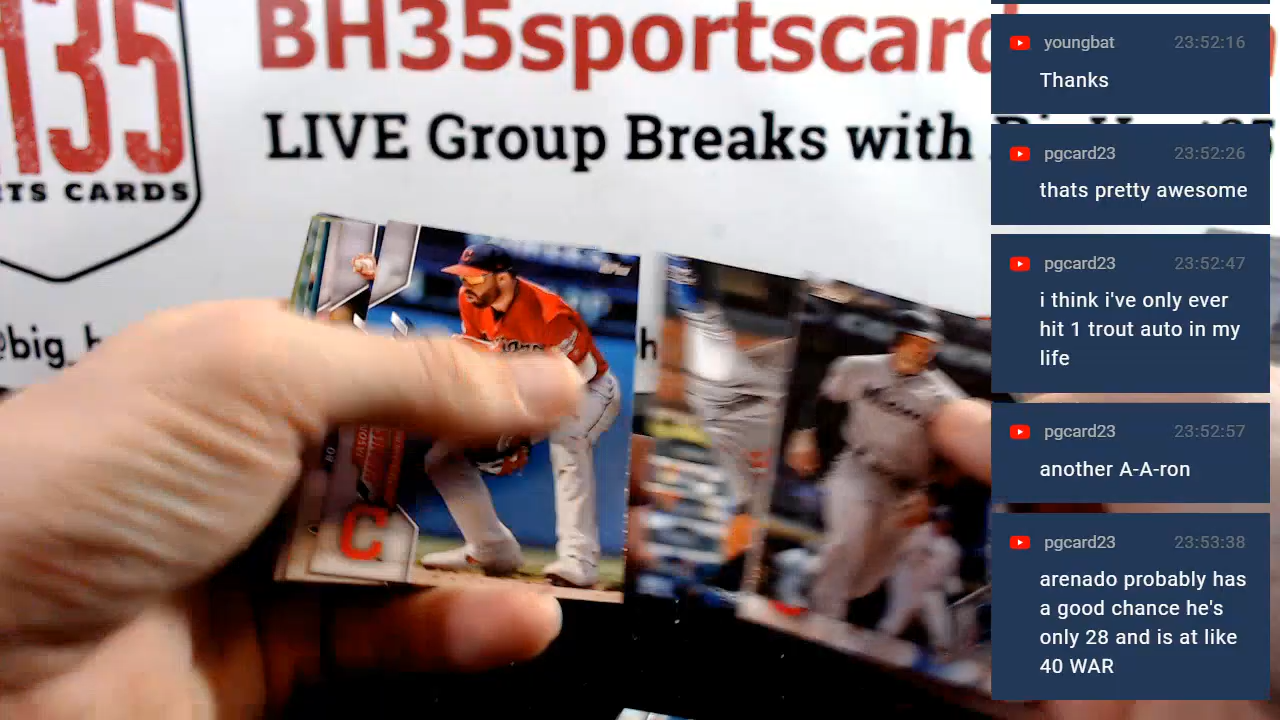 H35
RTS CARDS
BH35sportscard
LIVE Group Breaks with
@big_h
youngbat 23:52:16
Thanks
pgcard23 23:52:26
thats pretty awesome
pgcard23 23:52:47
i think i've only ever
hit 1 trout auto in my
life
pgcard23 23:52:57
another A-A-ron
pgcard23 23:53:38
arenado probably has
a good chance he's
only 28 and is at like
40 WAR
C